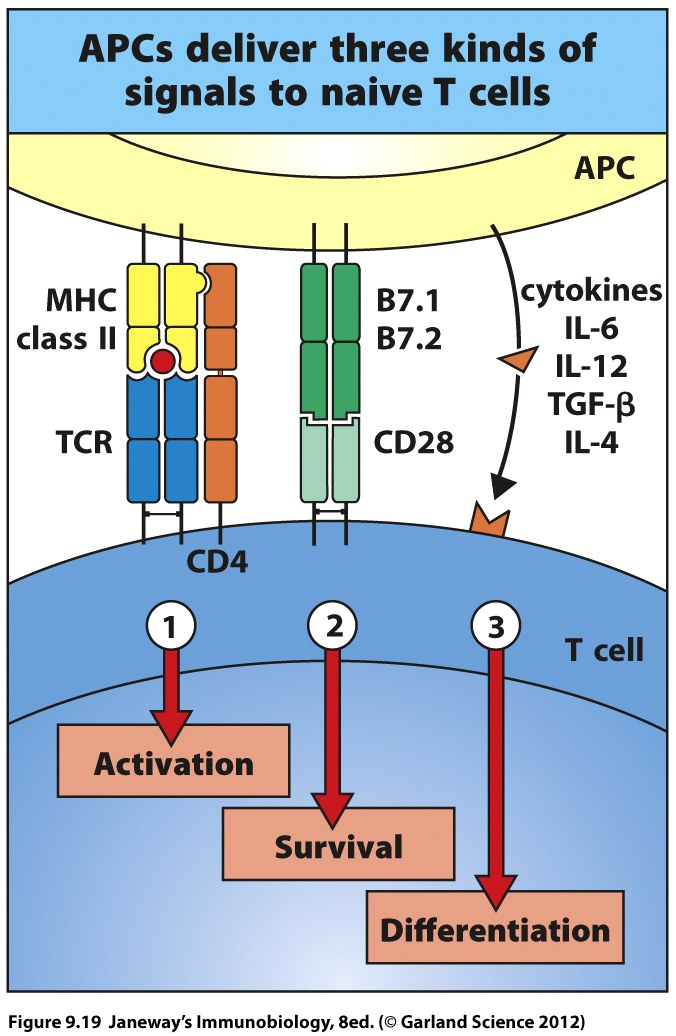 APCs deliver three kinds of
signals to naive T cells
APC
MHC
class II
B7.1
B7.2
cytokines
IL-6
IL-12
TGF-β
IL-4
TCR
CD28
CD4
1
2
3
T cell
Activation
Survival
Differentiation
Figure 9.19 Janeway's Immunobiology, 8ed. (© Garland Science 2012)